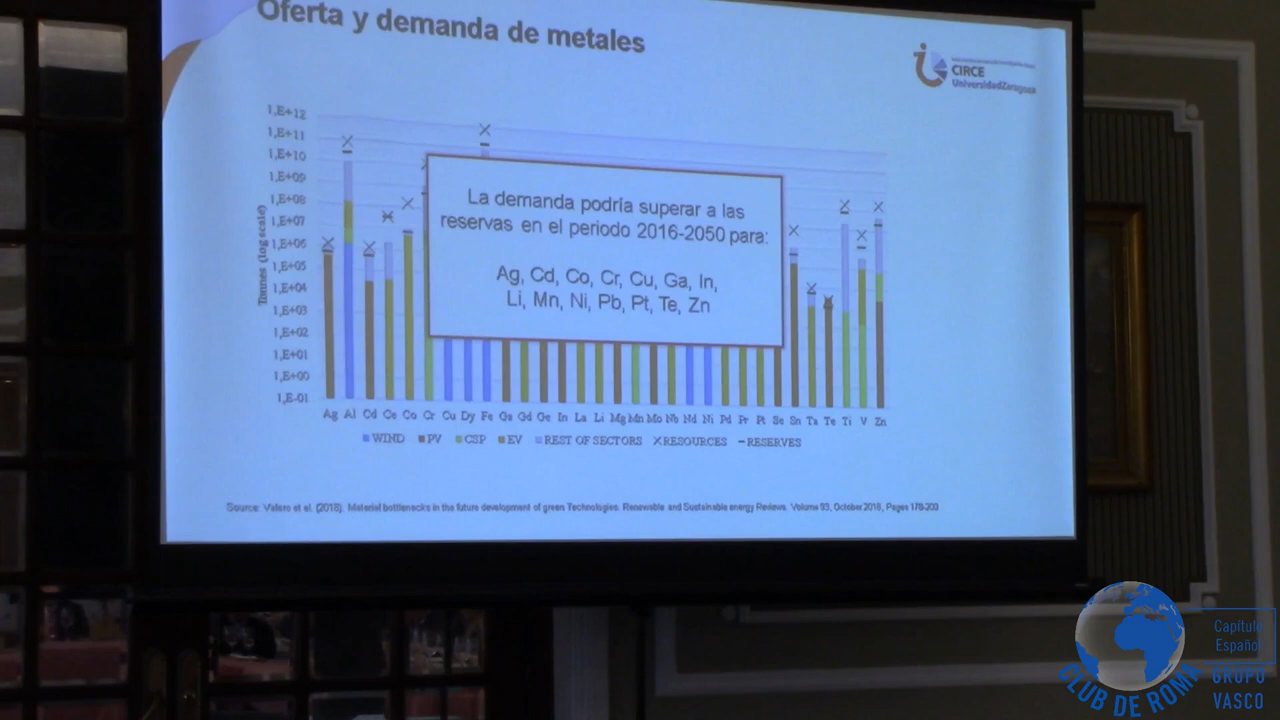 Oferta y demanda de metales
CIRCE
UniversidadZaragoza
1,E+12
1,E+11
1,E+10
1,E+09
1,E+08
1,E+07
1,E+06
1,E+05
1,E+04
1,E+03
1,E+02
1,E+01
1,E+00
1,E-01
Tonnes (log scale)
La demanda podría superar a las
reservas en el periodo 2016-2050 para:
Ag, Cd, Co, Cr, Cu, Ga, In,
Li, Mn, Ni, Pb, Pt, Te, Zn
Ag Al Cd Ce Co Cr Cu Dy Fe Ga Gd Ge In La Li Mg Mn Mo Nb Nd Ni Pd Pr Pt Se Sn Ta Te Ti V Zn
WIND PV CSP EV REST OF SECTORS RESOURCES RESERVES
Source: Valero et al. (2018). Material bottlenecks in the future development of green Technologies. Renewable and Sustainable energy Reviews, Volume 93, October 2018, Pages 178-200
CLUB DE ROMA
Capítulo
Español
GRUPO
VASCO